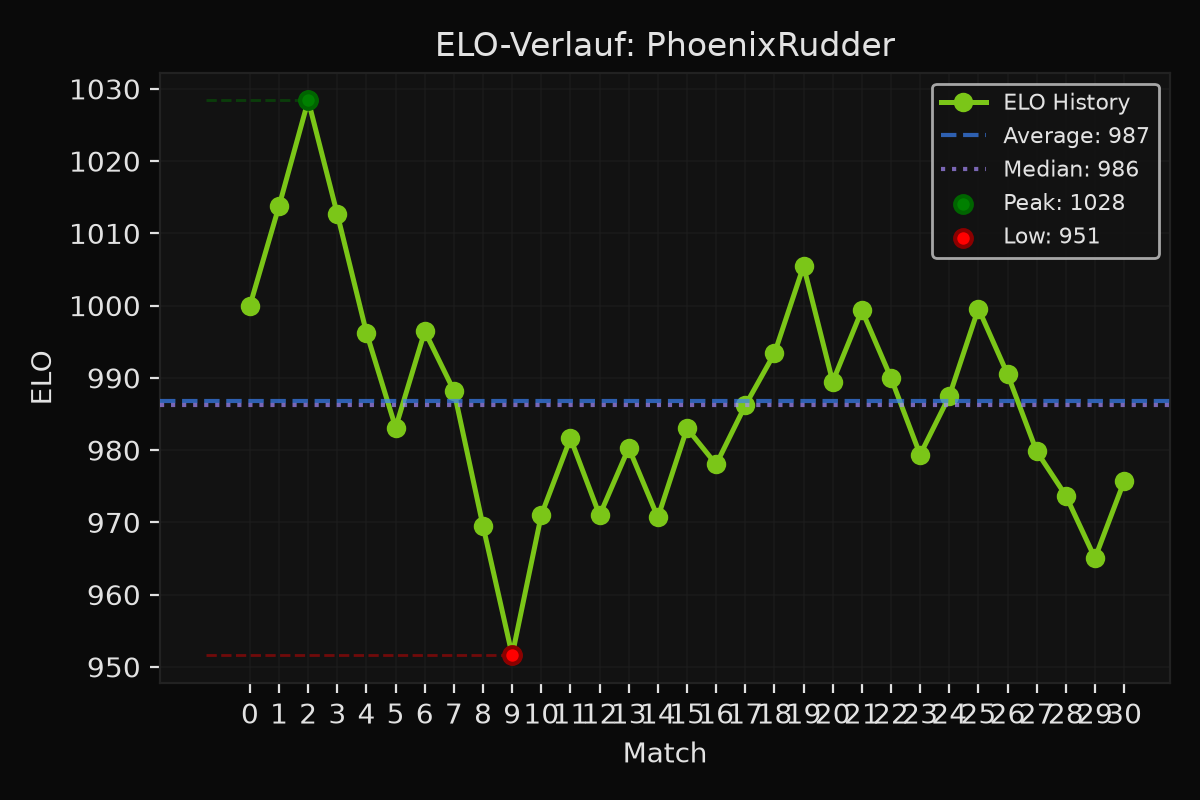 ELO-Verlauf: PhoenixRudder
ELO History
Average: 987
Median: 986
Peak: 1028
Low: 951
1030
1020
1010
1000
990
980
970
960
950
ELO
0 1 2 3 4 5 6 7 8 9 10 11 12 13 14 15 16 17 18 19 20 21 22 23 24 25 26 27 28 29 30
Match